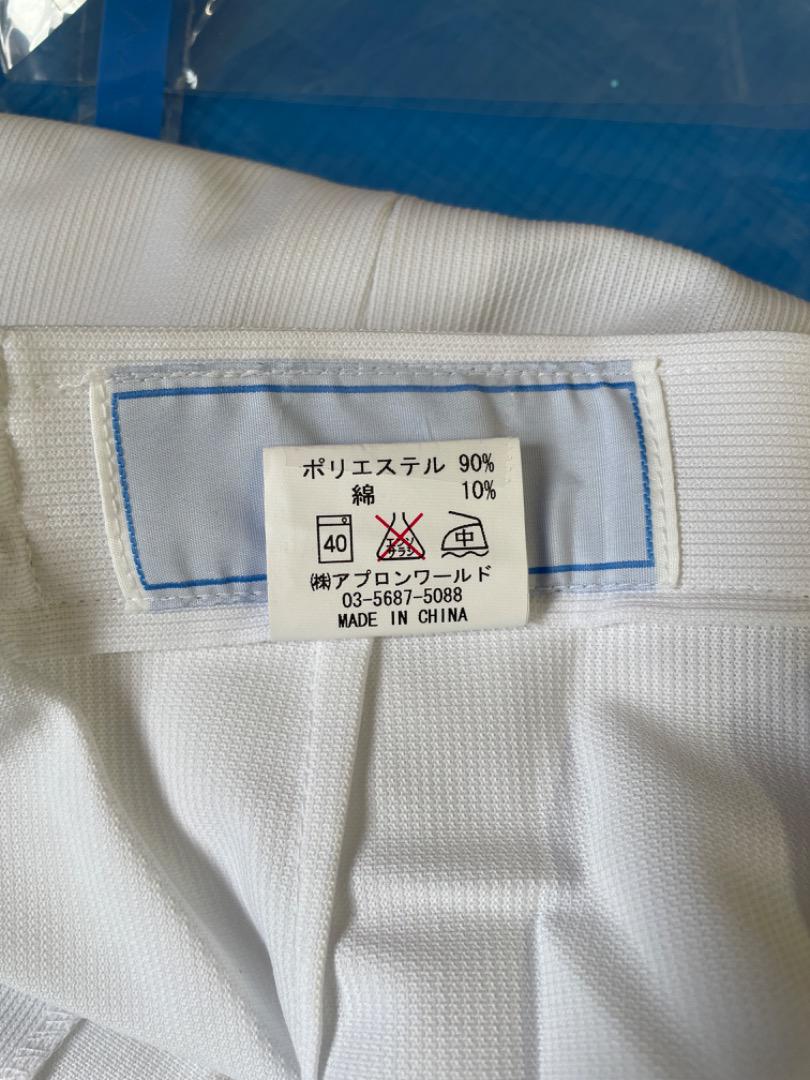 ポリエステル 90%
綿 10%
40 エンソ サラシ 中
㈱アプロンワールド
03-5687-5088
MADE IN CHINA